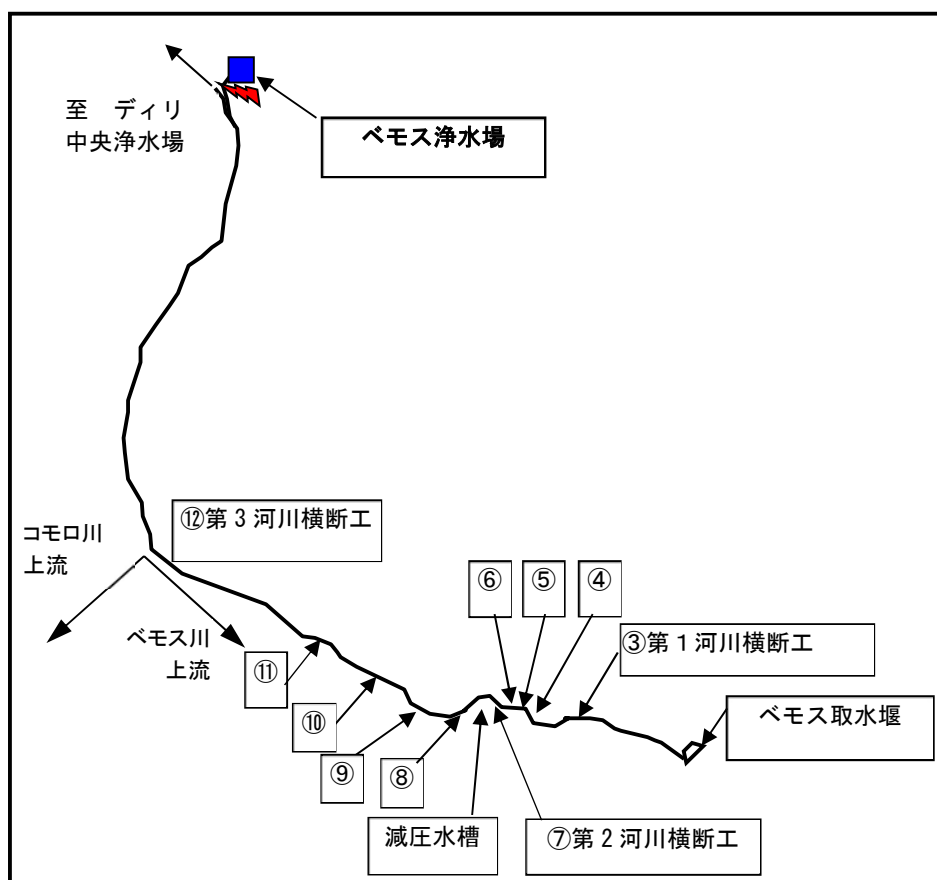 至 ディリ
中央浄水場
ベモス浄水場
⑫第3河川横断工
コモロ川
上流
ベモス川
上流
⑥
⑤
④
③第1河川横断工
⑪
⑩
ベモス取水堰
⑨
⑧
減圧水槽
⑦第2河川横断工